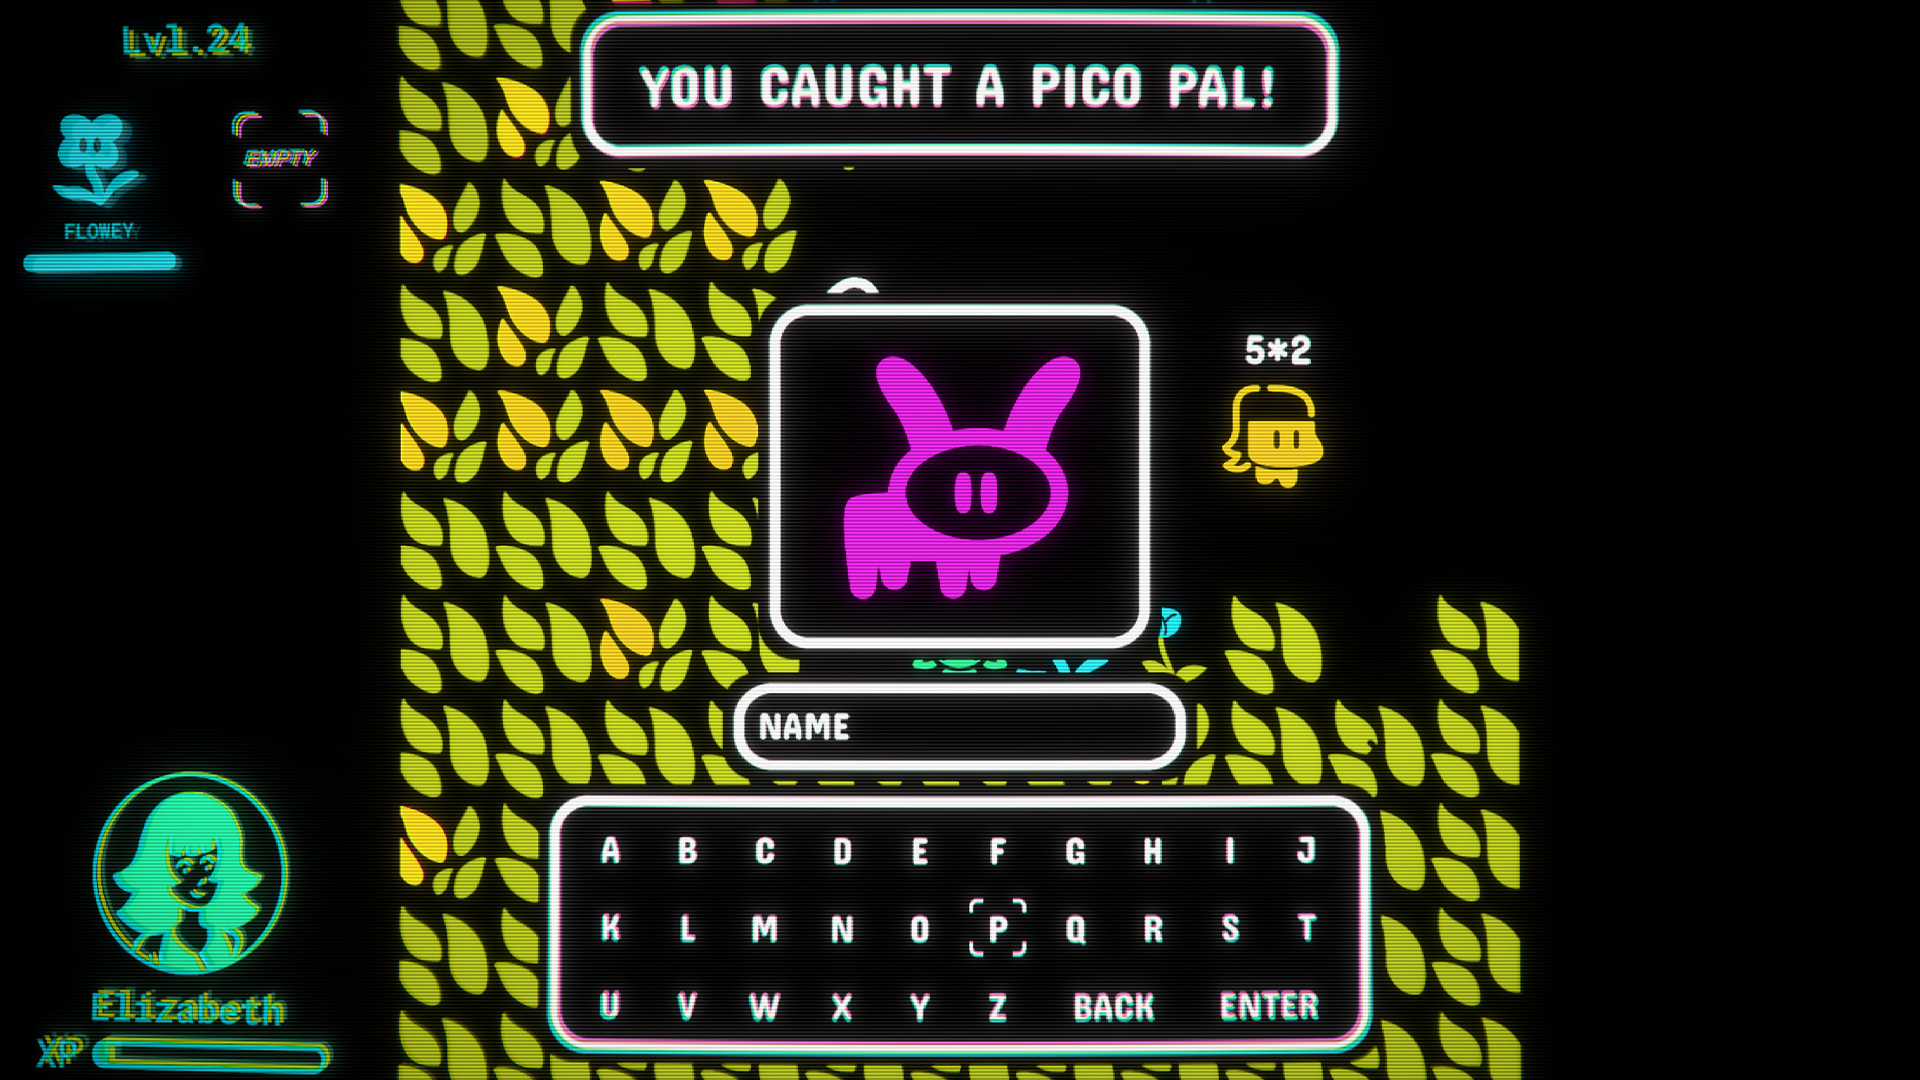 Lvl.24
YOU CAUGHT A PICO PAL!
EMPTY
FLOWEY
5*2
NAME
A B C D E F G H I J
K L M N O P Q R S T
U V W X Y Z BACK ENTER
Elizabeth
XP